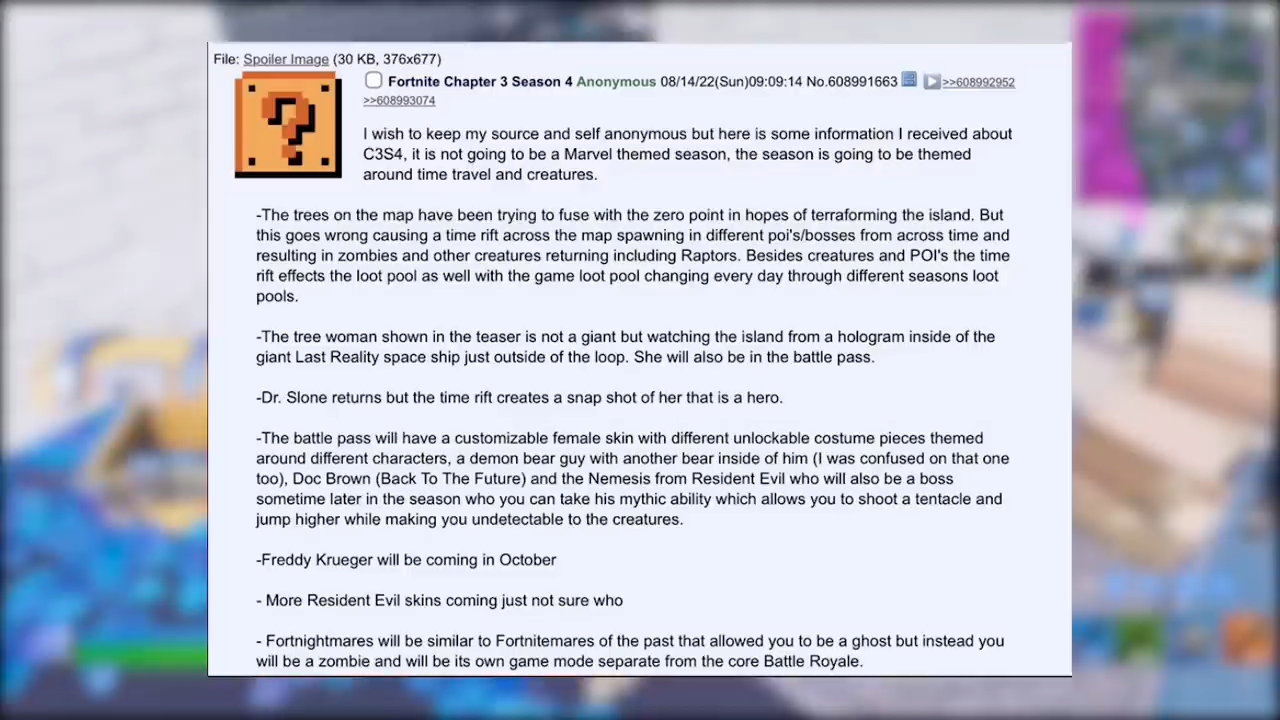 File: Spoiler Image (30 KB, 376x677)
Fortnite Chapter 3 Season 4 Anonymous 08/14/22(Sun)09:09:14 No.608991663 >>608992952
>>608993074
I wish to keep my source and self anonymous but here is some information I received about
C3S4, it is not going to be a Marvel themed season, the season is going to be themed
around time travel and creatures.
-The trees on the map have been trying to fuse with the zero point in hopes of terraforming the island. But
this goes wrong causing a time rift across the map spawning in different poi's/bosses from across time and
resulting in zombies and other creatures returning including Raptors. Besides creatures and POI's the time
rift effects the loot pool as well with the game loot pool changing every day through different seasons loot
pools.
-The tree woman shown in the teaser is not a giant but watching the island from a hologram inside of the
giant Last Reality space ship just outside of the loop. She will also be in the battle pass.
-Dr. Slone returns but the time rift creates a snap shot of her that is a hero.
-The battle pass will have a customizable female skin with different unlockable costume pieces themed
around different characters, a demon bear guy with another bear inside of him (I was confused on that one
too), Doc Brown (Back To The Future) and the Nemesis from Resident Evil who will also be a boss
sometime later in the season who you can take his mythic ability which allows you to shoot a tentacle and
jump higher while making you undetectable to the creatures.
-Freddy Krueger will be coming in October
- More Resident Evil skins coming just not sure who
- Fortnightmares will be similar to Fortnitemares of the past that allowed you to be a ghost but instead you
will be a zombie and will be its own game mode separate from the core Battle Royale.